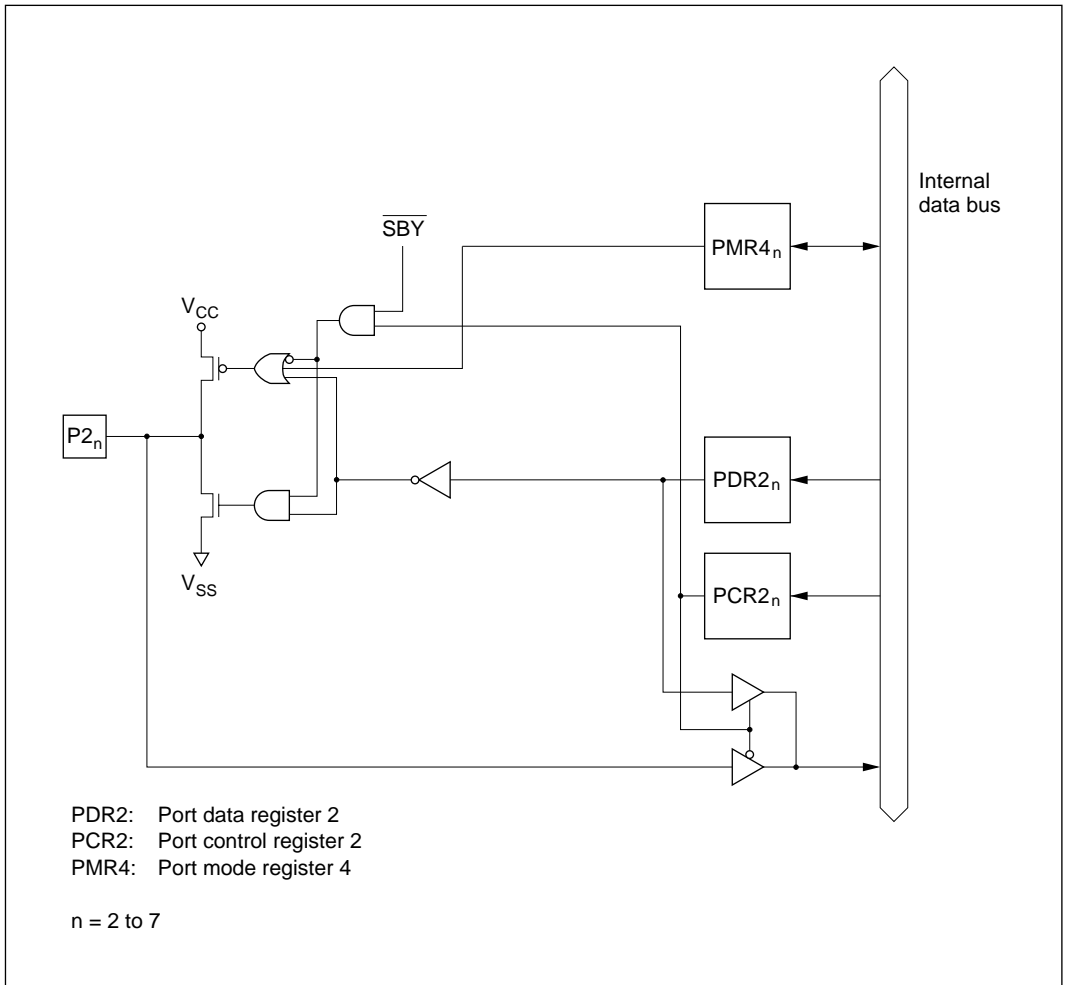 Internal
data bus
SBY
PMR4n
VCC
P2n
PDR2n
VSS
PCR2n
PDR2: Port data register 2
PCR2: Port control register 2
PMR4: Port mode register 4
n = 2 to 7